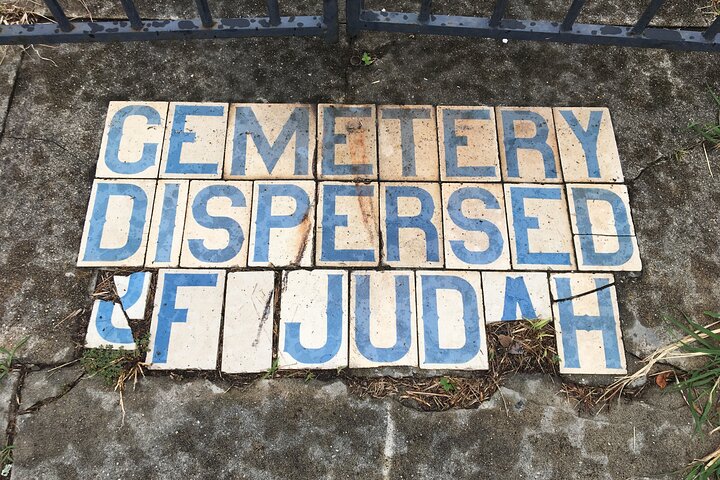 CEMETERY
DISPERSED
OF JUDAH